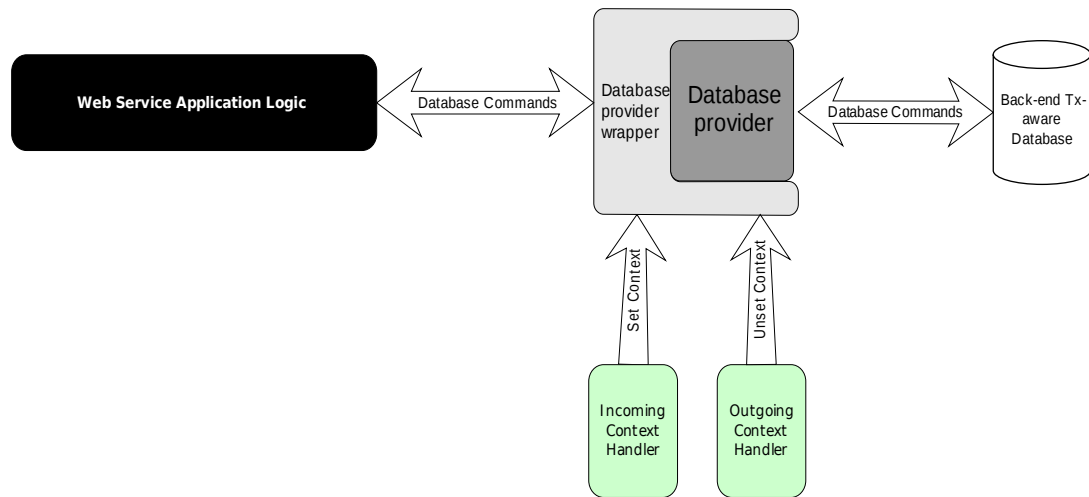 Web Service Application Logic
Database Commands
Database
provider
wrapper
Database
provider
Database Commands
Back-end Tx-
aware
Database
Set Context
Unset Context
Incoming
Context
Handler
Outgoing
Context
Handler